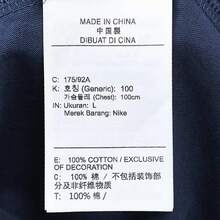 MADE IN CHINA
中国製
DIBUAT DI CINA
C: 175/92A
K: 호칭 (Generic): 100
가슴둘레 (Chest): 100cm
IN: Ukuran: L
Merek Barang: Nike
E: 100% COTTON / EXCLUSIVE
OF DECORATION
C: 100% 棉 / 不包括装饰部
分及非纤维物质
T: 100% 棉 /